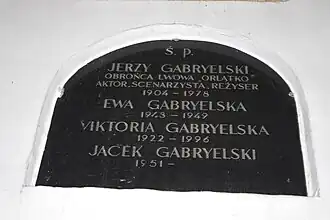 Ś. P.
JERZY GABRYELSKI
OBROŃCA LWOWA „ORLĄTKO”
AKTOR, SCENARZYSTA, REŻYSER
1904 – 1978
EWA GABRYELSKA
1943 – 1949
VIKTORIA GABRYELSKA
1922 – 1996
JACEK GABRYELSKI
1951 –